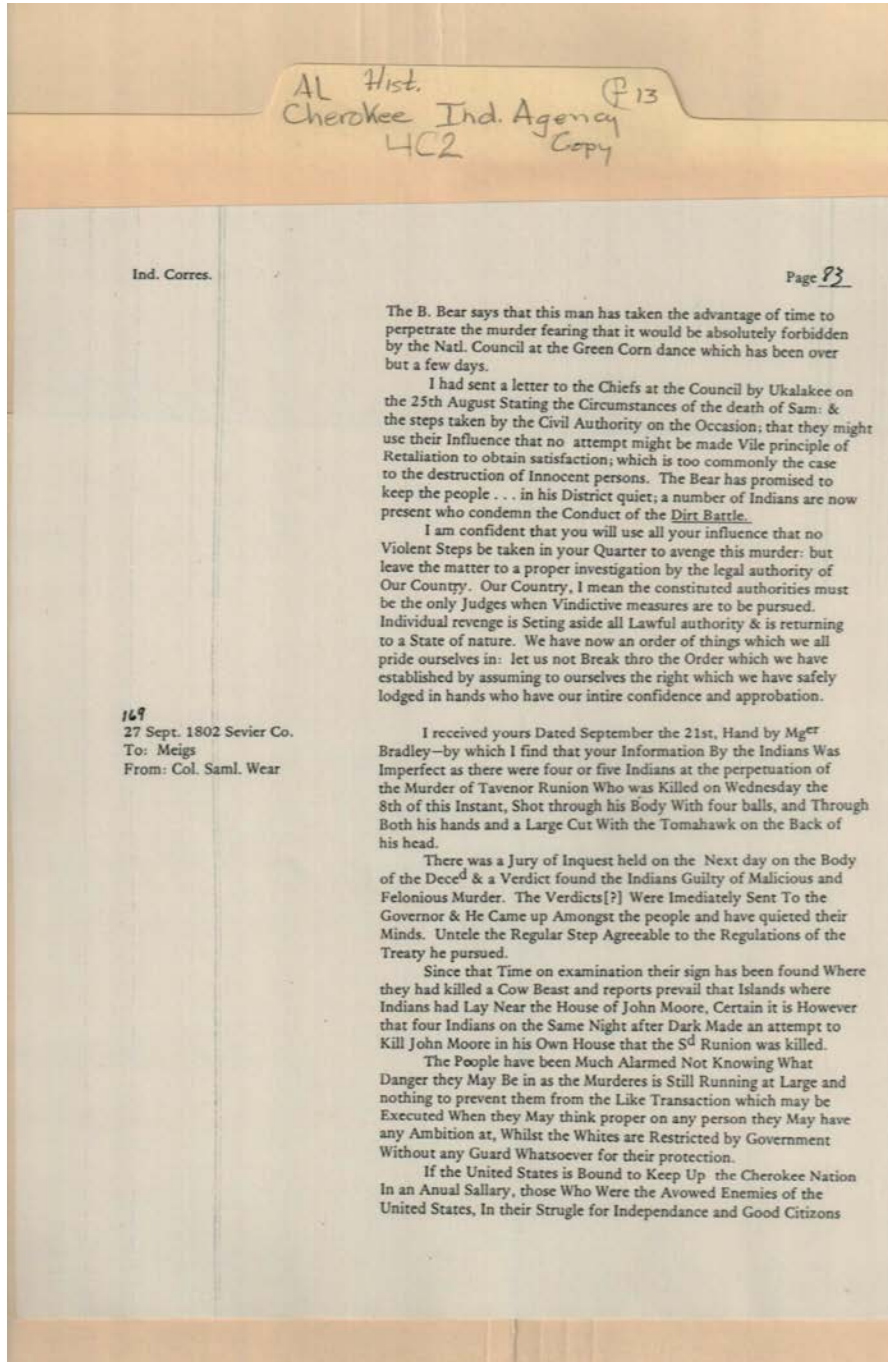 AL Hist. (F 13
Cherokee Ind. Agency
4C2 Copy
Ind. Corres.
Page 83
The B. Bear says that this man has taken the advantage of time to
perpetrate the murder fearing that it would be absolutely forbidden
by the Natl. Council at the Green Corn dance which has been over
but a few days.
I had sent a letter to the Chiefs at the Council by Ukalakee on
the 25th August Stating the Circumstances of the death of Sam: &
the steps taken by the Civil Authority on the Occasion; that they might
use their Influence that no attempt might be made Vile principle of
Retaliation to obtain satisfaction; which is too commonly the case
to the destruction of Innocent persons. The Bear has promised to
keep the people . . . in his District quiet; a number of Indians are now
present who condemn the Conduct of the Dirt Battle.
I am confident that you will use all your influence that no
Violent Steps be taken in your Quarter to avenge this murder: but
leave the matter to a proper investigation by the legal authority of
Our Country. Our Country, I mean the constituted authorities must
be the only Judges when Vindictive measures are to be pursued.
Individual revenge is Seting aside all Lawful authority & is returning
to a State of nature. We have now an order of things which we all
pride ourselves in: let us not Break thro the Order which we have
established by assuming to ourselves the right which we have safely
lodged in hands who have our intire confidence and approbation.
169
27 Sept. 1802 Sevier Co.
To: Meigs
From: Col. Saml. Wear
I received yours Dated September the 21st, Hand by Mger
Bradley—by which I find that your Information By the Indians Was
Imperfect as there were four or five Indians at the perpetuation of
the Murder of Tavenor Runion Who was Killed on Wednesday the
8th of this Instant, Shot through his Body With four balls, and Through
Both his hands and a Large Cut With the Tomahawk on the Back of
his head.
There was a Jury of Inquest held on the Next day on the Body
of the Deced & a Verdict found the Indians Guilty of Malicious and
Felonious Murder. The Verdicts[?] Were Imediately Sent To the
Governor & He Came up Amongst the people and have quieted their
Minds. Untele the Regular Step Agreeable to the Regulations of the
Treaty he pursued.
Since that Time on examination their sign has been found Where
they had killed a Cow Beast and reports prevail that Islands where
Indians had Lay Near the House of John Moore, Certain it is However
that four Indians on the Same Night after Dark Made an attempt to
Kill John Moore in his Own House that the Sd Runion was killed.
The People have been Much Alarmed Not Knowing What
Danger they May Be in as the Murderes is Still Running at Large and
nothing to prevent them from the Like Transaction which may be
Executed When they May think proper on any person they May have
any Ambition at, Whilst the Whites are Restricted by Government
Without any Guard Whatsoever for their protection.
If the United States is Bound to Keep Up the Cherokee Nation
In an Anual Sallary, those Who Were the Avowed Enemies of the
United States, In their Strugle for Independance and Good Citizons